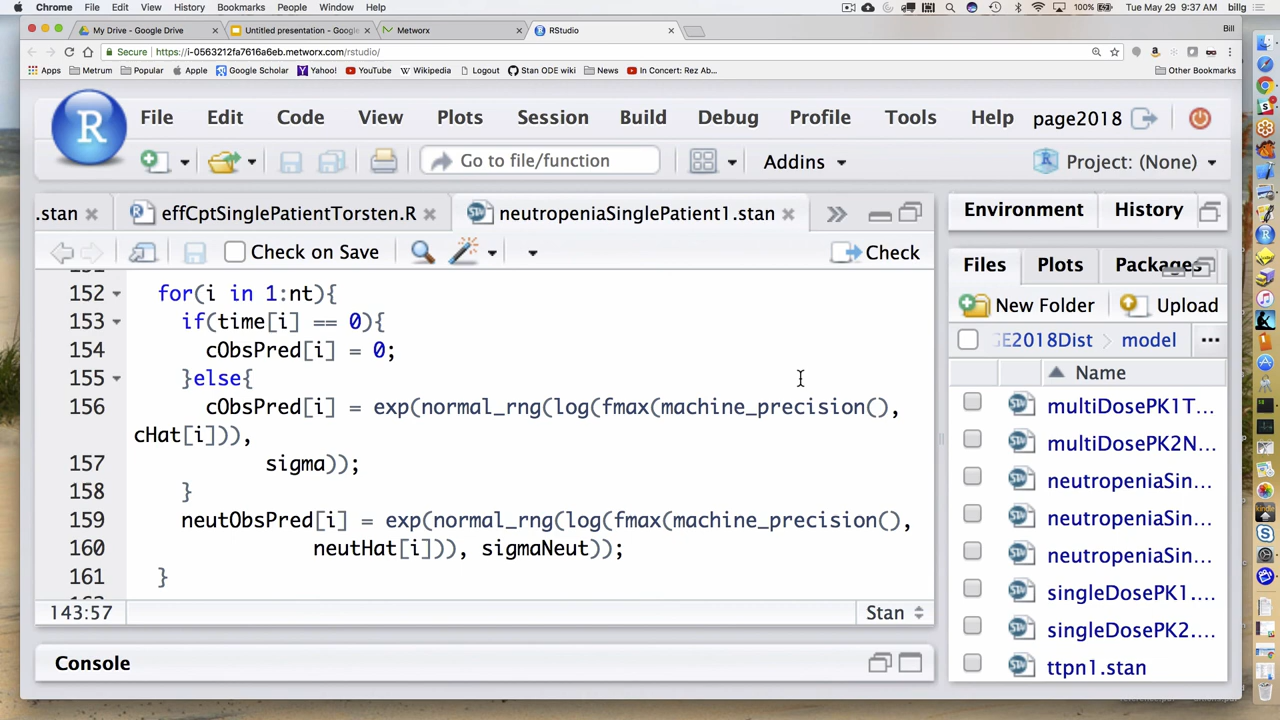 Chrome File Edit View History Bookmarks People Window Help 100% Tue May 29 9:37 AM billg
My Drive - Google Drive × Untitled presentation - Google × Metworx × RStudio × Bill
Secure https://i-0563212fa7616a6eb.metworx.com/rstudio/
Apps Metrum Popular Apple Google Scholar Yahoo! YouTube Wikipedia Logout Stan ODE wiki News In Concert: Rez Ab... Other Bookmarks
R File Edit Code View Plots Session Build Debug Profile Tools Help page2018
Go to file/function Addins Project: (None)
.stan effCptSinglePatientTorsten.R neutropeniaSinglePatient1.stan
Environment History
Check on Save Check
Files Plots Packages
New Folder Upload
GE2018Dist > model ...
Name
multiDosePK1T...
multiDosePK2N...
neutropeniaSin...
neutropeniaSin...
neutropeniaSin...
singleDosePK1....
singleDosePK2....
ttpn1.stan
152 for(i in 1:nt){
153 if(time[i] == 0){
154 cObsPred[i] = 0;
155 }else{
156 cObsPred[i] = exp(normal_rng(log(fmax(machine_precision(),
cHat[i])),
157 sigma));
158 }
159 neutObsPred[i] = exp(normal_rng(log(fmax(machine_precision(),
160 neutHat[i])), sigmaNeut));
161 }
143:57 Stan
Console